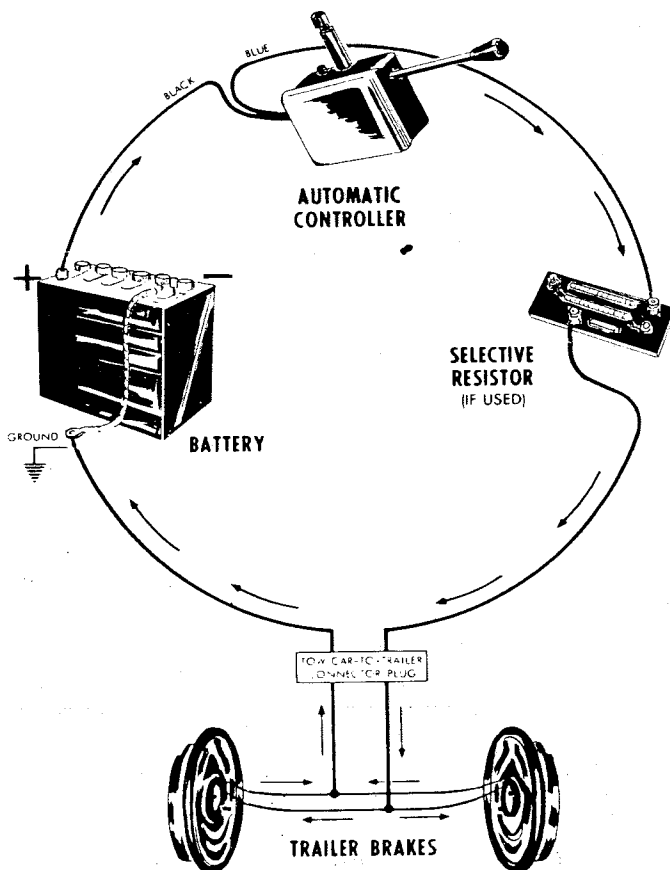 BLUE
BLACK
AUTOMATIC
CONTROLLER
+
–
SELECTIVE
RESISTOR
(IF USED)
GROUND
BATTERY
TOW CAR-TO-TRAILER
CONNECTOR PLUG
TRAILER BRAKES